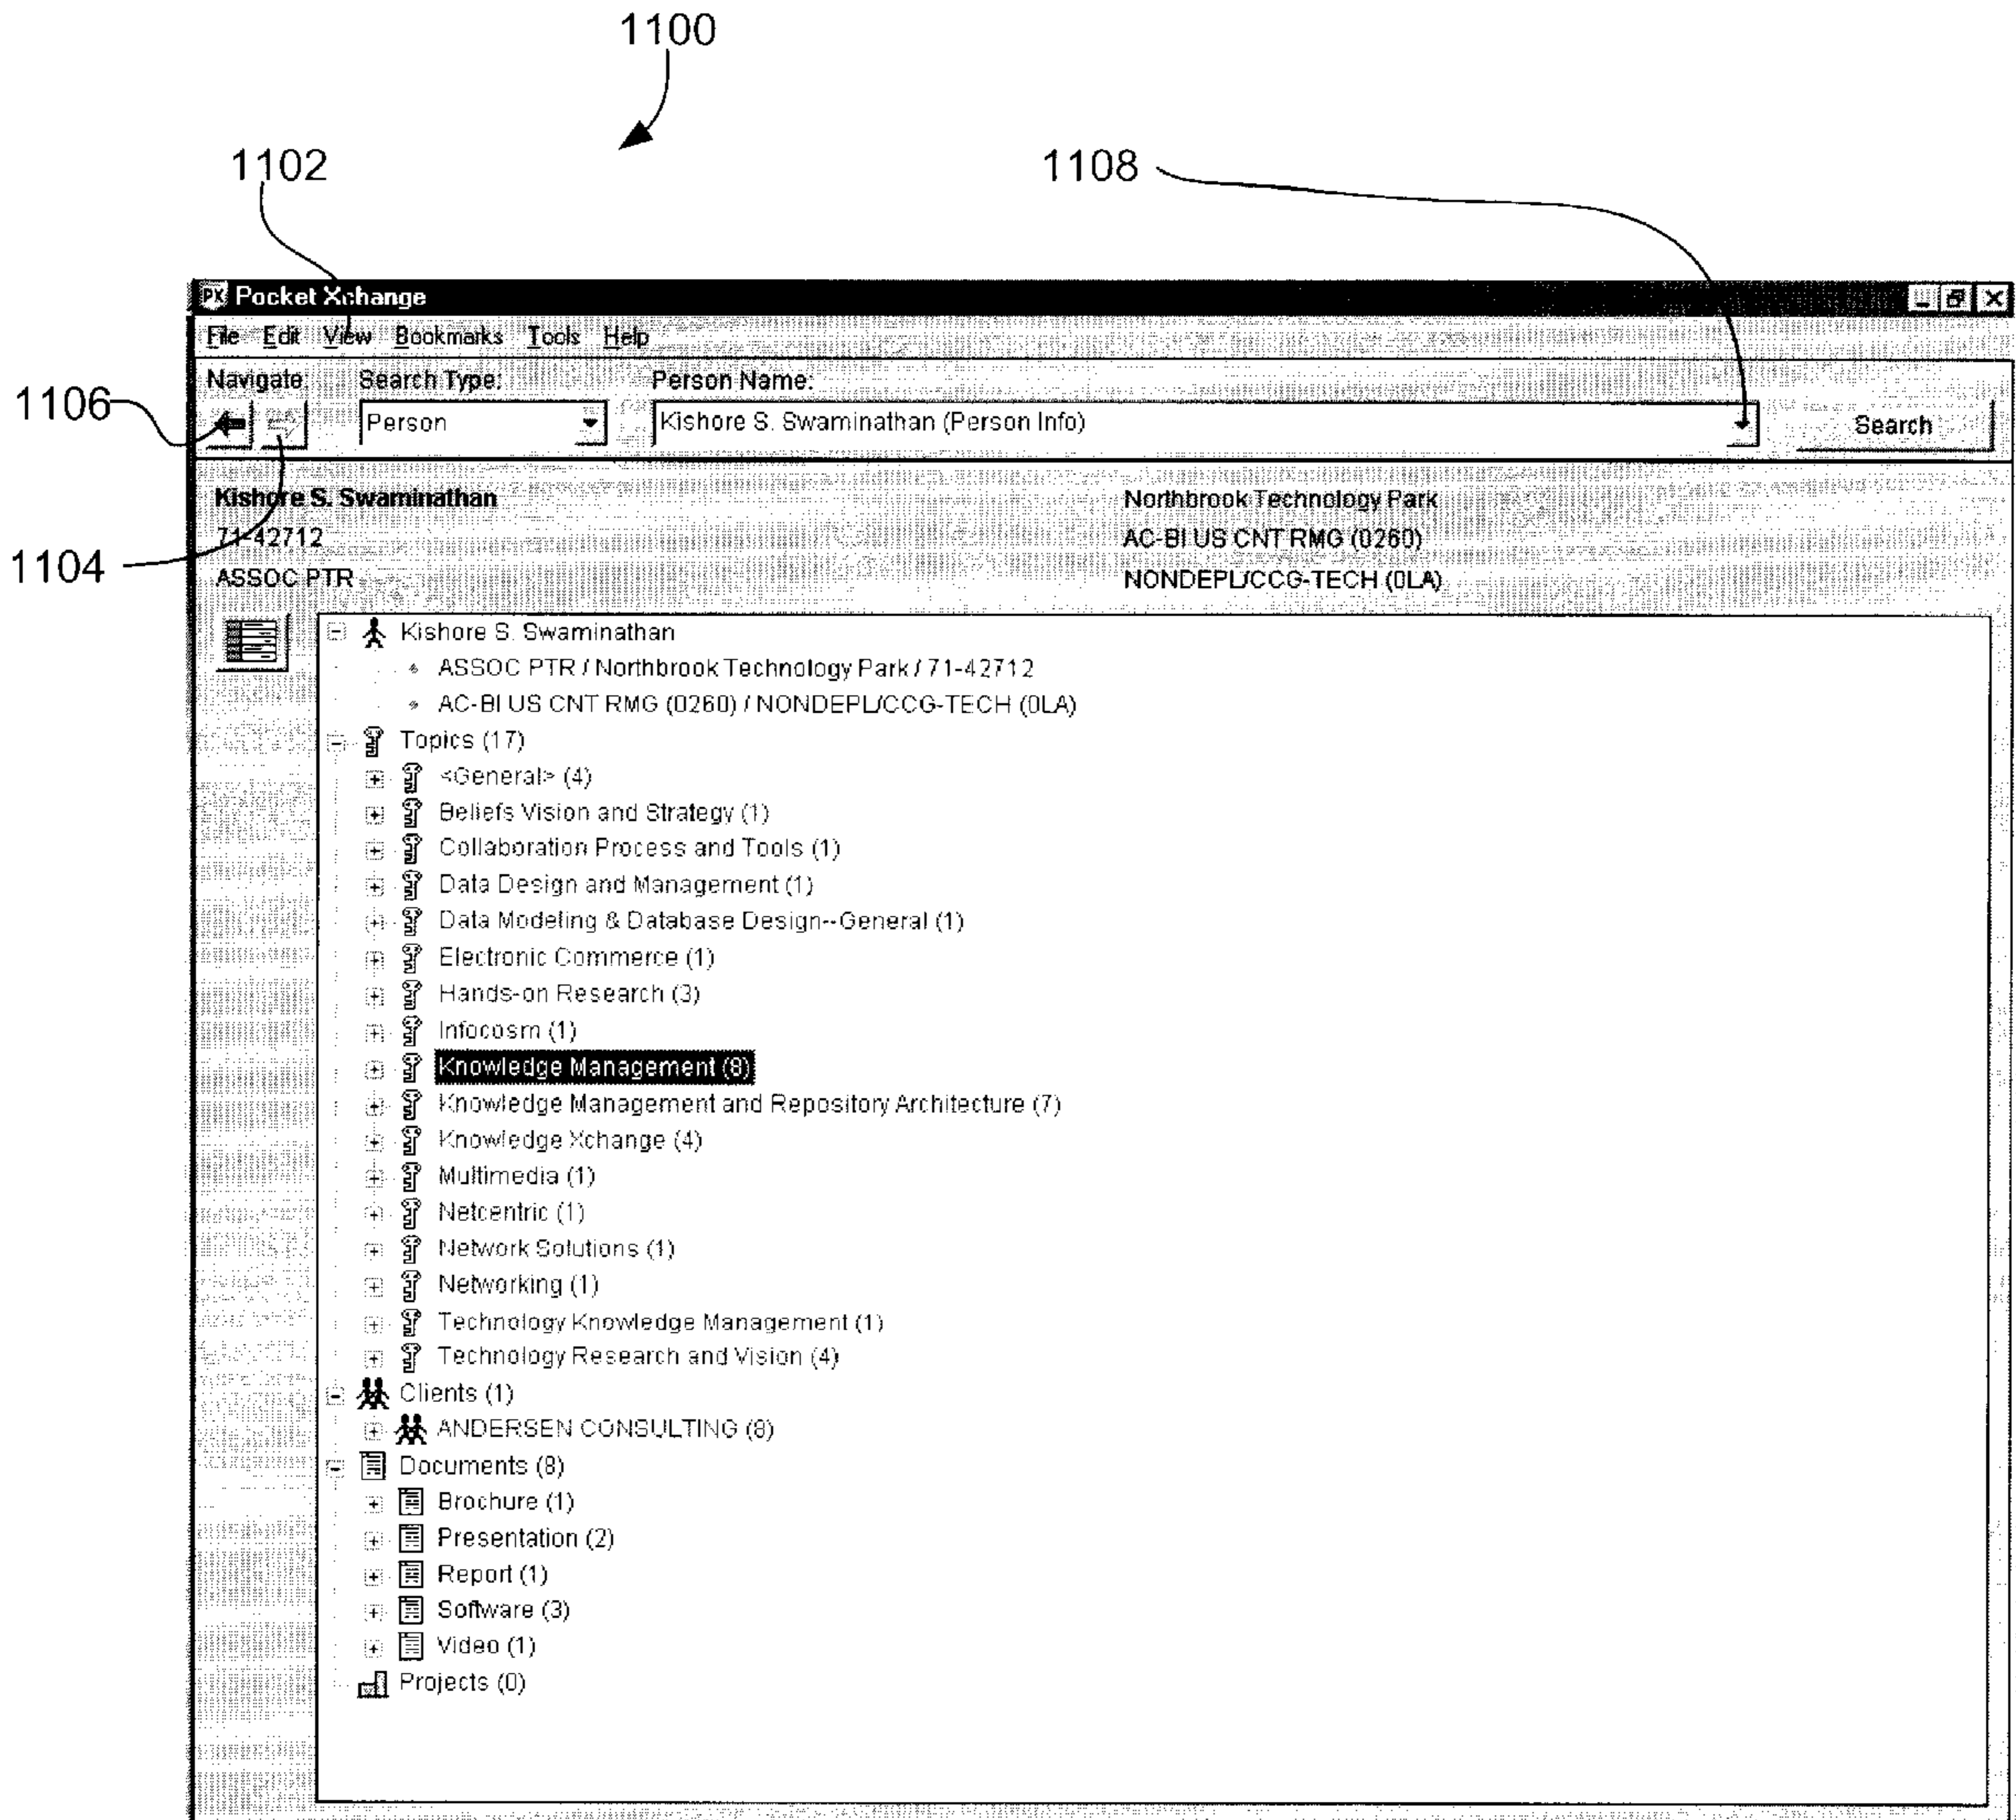 1100
1102
1108
PX Pocket Xchange
File Edit View Bookmarks Tools Help
Navigate Search Type: Person Name:
1106
Person Kishore S. Swaminathan (Person Info) Search
Kishore S. Swaminathan Northbrook Technology Park
71-42712 AC-BI US CNT RMG (0260)
1104
ASSOC PTR NONDEPL/CCG-TECH (0LA)
Kishore S. Swaminathan
ASSOC PTR / Northbrook Technology Park / 71-42712
AC-BI US CNT RMG (0260) / NONDEPL/CCG-TECH (0LA)
Topics (17)
<General> (4)
Beliefs Vision and Strategy (1)
Collaboration Process and Tools (1)
Data Design and Management (1)
Data Modeling & Database Design--General (1)
Electronic Commerce (1)
Hands-on Research (3)
Infocosm (1)
Knowledge Management (8)
Knowledge Management and Repository Architecture (7)
Knowledge Xchange (4)
Multimedia (1)
Netcentric (1)
Network Solutions (1)
Networking (1)
Technology Knowledge Management (1)
Technology Research and Vision (4)
Clients (1)
ANDERSEN CONSULTING (8)
Documents (8)
Brochure (1)
Presentation (2)
Report (1)
Software (3)
Video (1)
Projects (0)